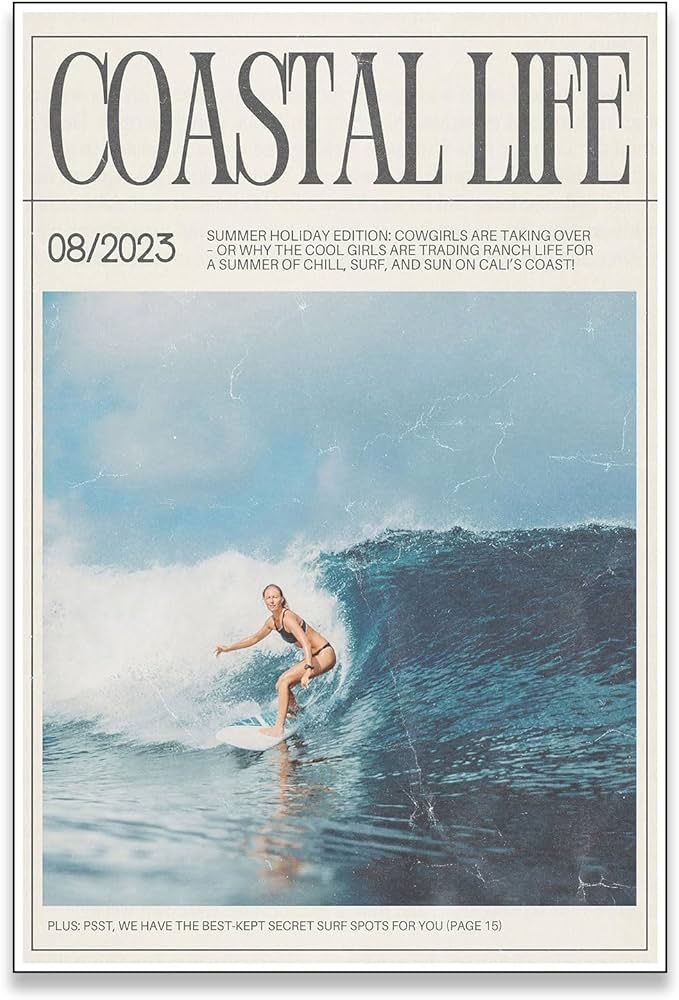 COASTAL LIFE
08/2023
SUMMER HOLIDAY EDITION: COWGIRLS ARE TAKING OVER
– OR WHY THE COOL GIRLS ARE TRADING RANCH LIFE FOR
A SUMMER OF CHILL, SURF, AND SUN ON CALI'S COAST!
PLUS: PSST, WE HAVE THE BEST-KEPT SECRET SURF SPOTS FOR YOU (PAGE 15)